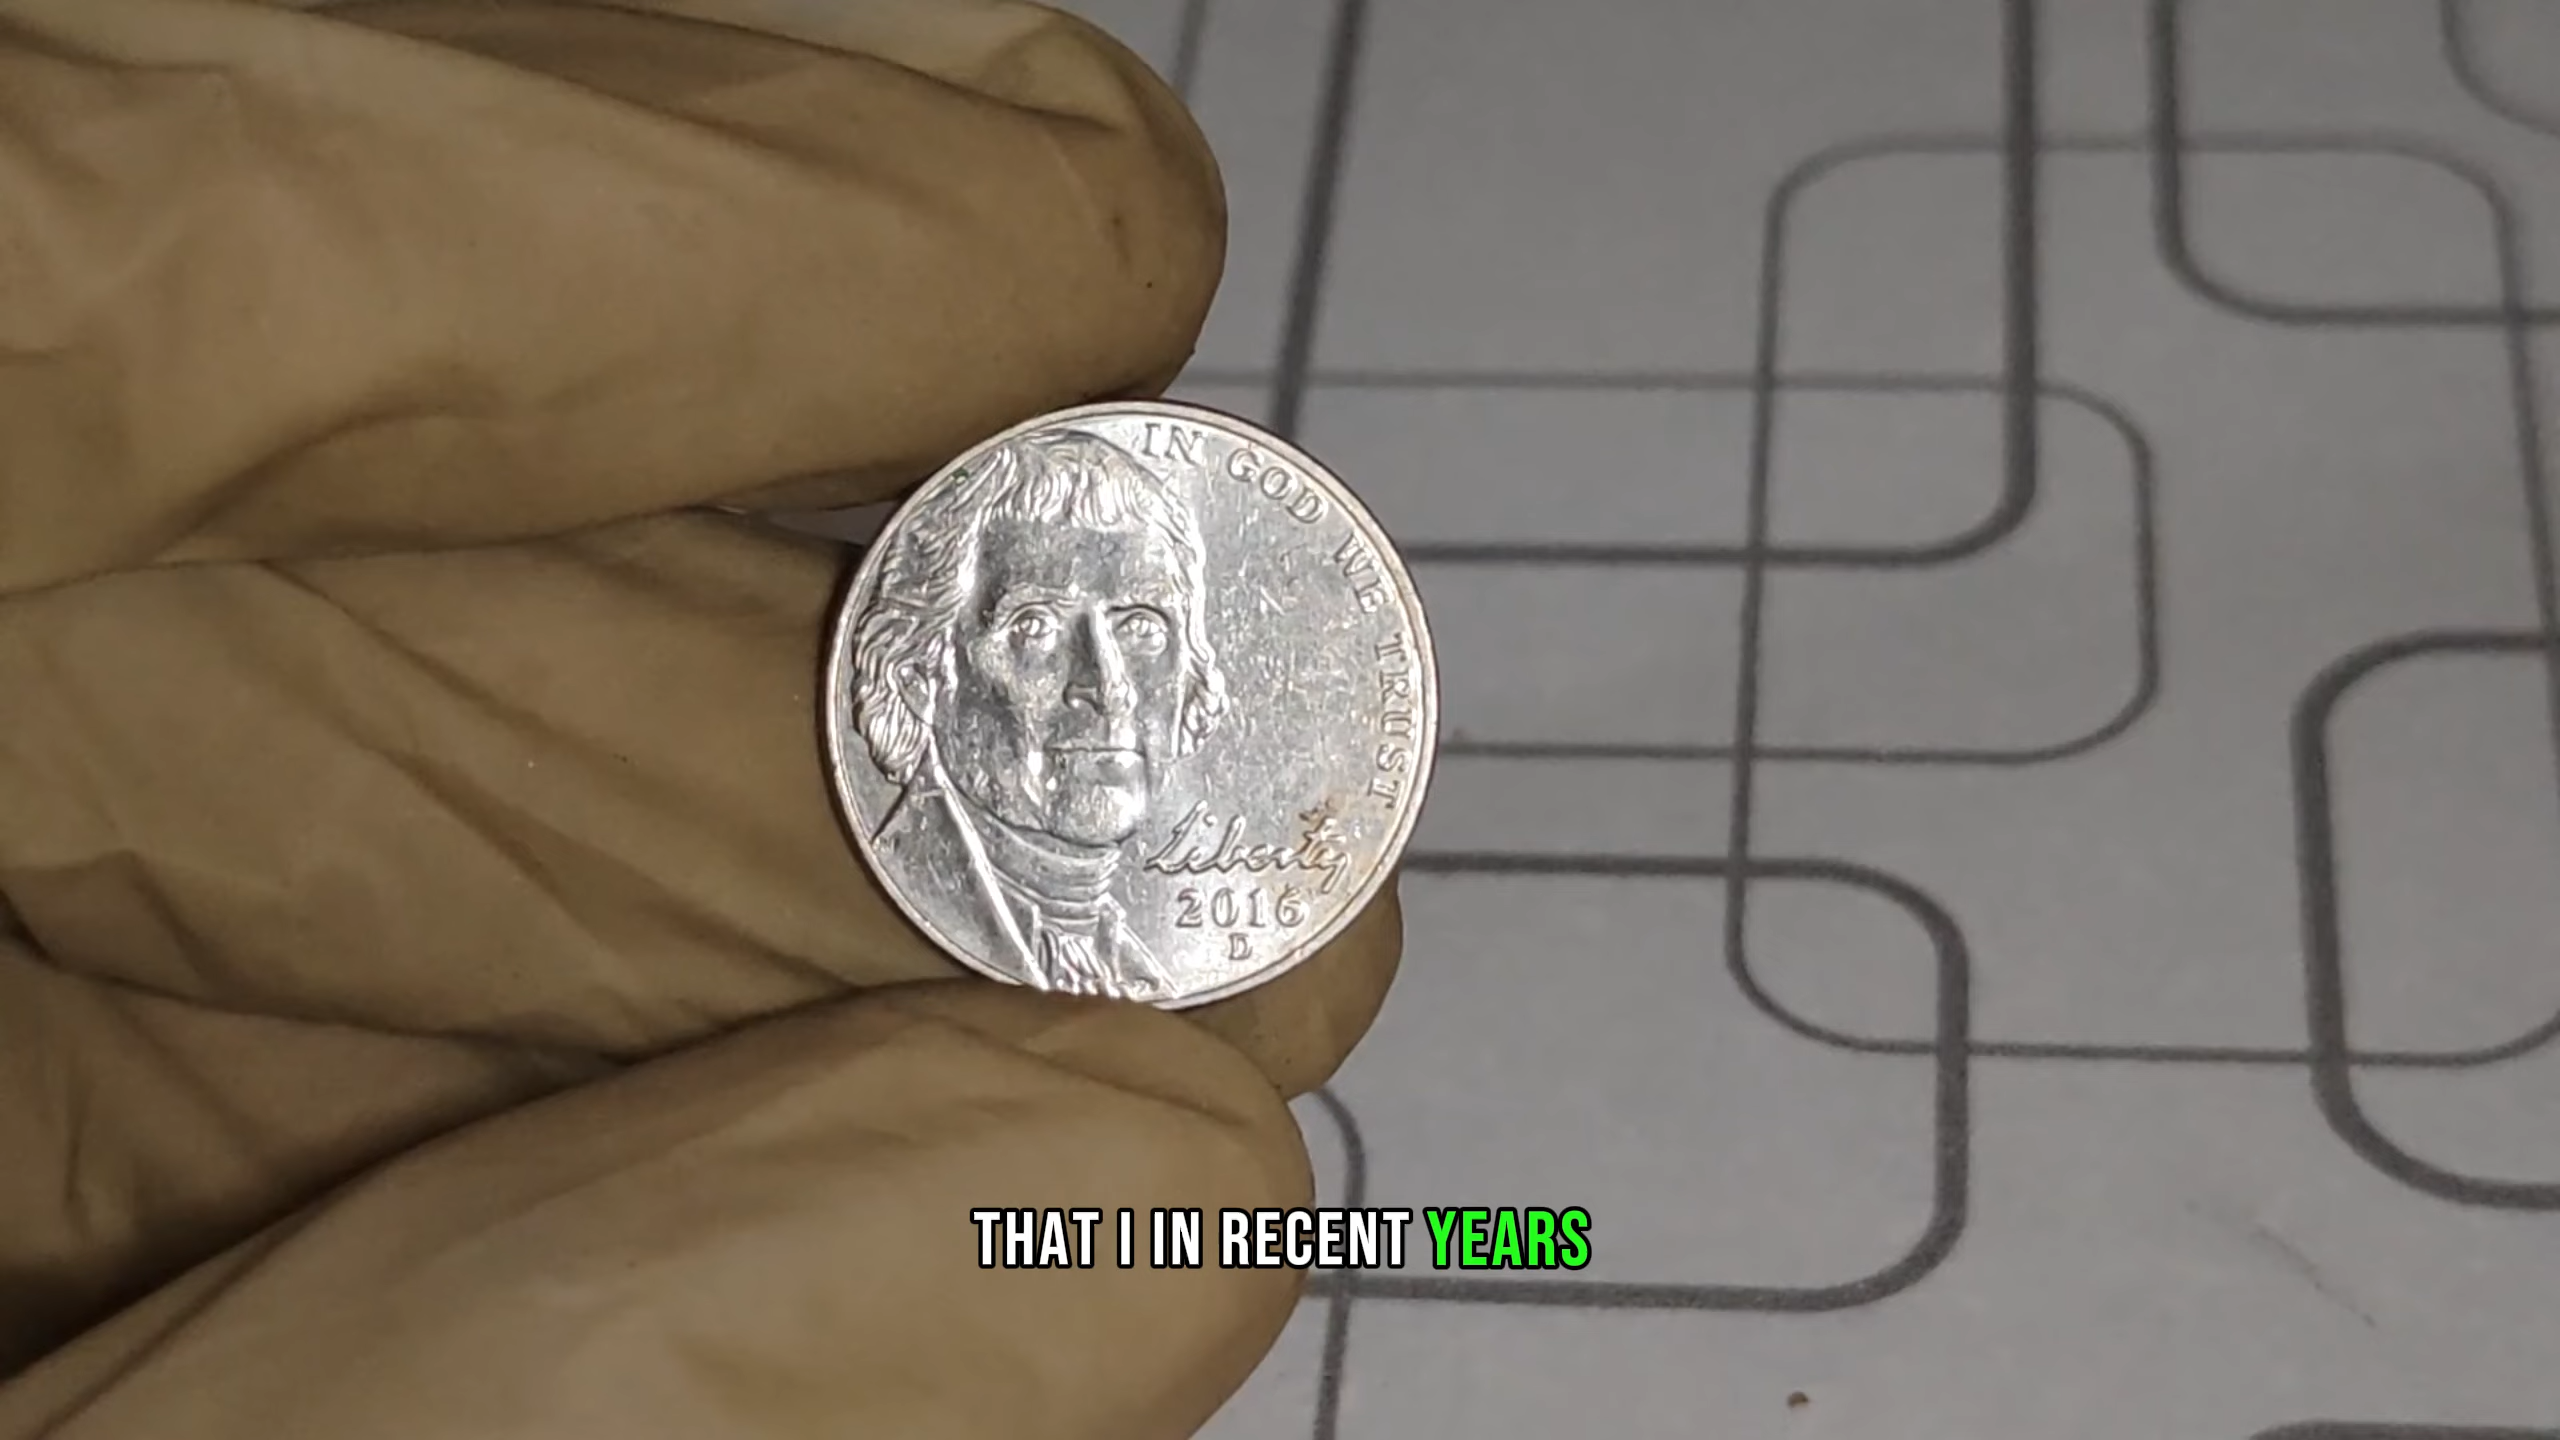 IN GOD WE TRUST
Liberty
2016
D
THAT I IN RECENT YEARS